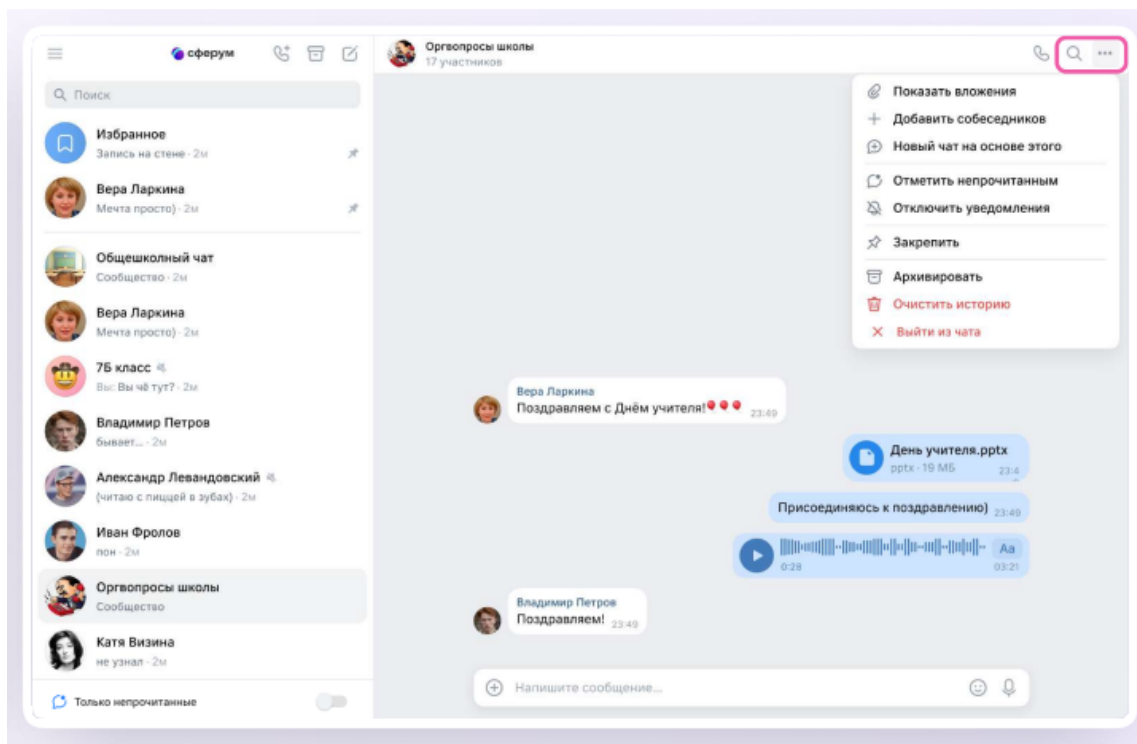 сферум
Поиск
Избранное
Запись на стене · 2м
Вера Ларкина
Мечта просто) · 2м
Общешкольный чат
Сообщество · 2м
Вера Ларкина
Мечта просто) · 2м
7Б класс
Вы: Вы чё тут? · 2м
Владимир Петров
бывает... · 2м
Александр Левандовский
(читаю с пиццей в зубах) · 2м
Иван Фролов
пон · 2м
Оргвопросы школы
Сообщество
Катя Визина
не узнал · 2м
Только непрочитанные
Оргвопросы школы
17 участников
Показать вложения
Добавить собеседников
Новый чат на основе этого
Отметить непрочитанным
Отключить уведомления
Закрепить
Архивировать
Очистить историю
Выйти из чата
Вера Ларкина
Поздравляем с Днём учителя! 23:49
День учителя.pptx
pptx · 19 МБ 23:4
Присоединяюсь к поздравлению) 23:49
Aa
0:28 03:21
Владимир Петров
Поздравляем! 23:49
Напишите сообщение...